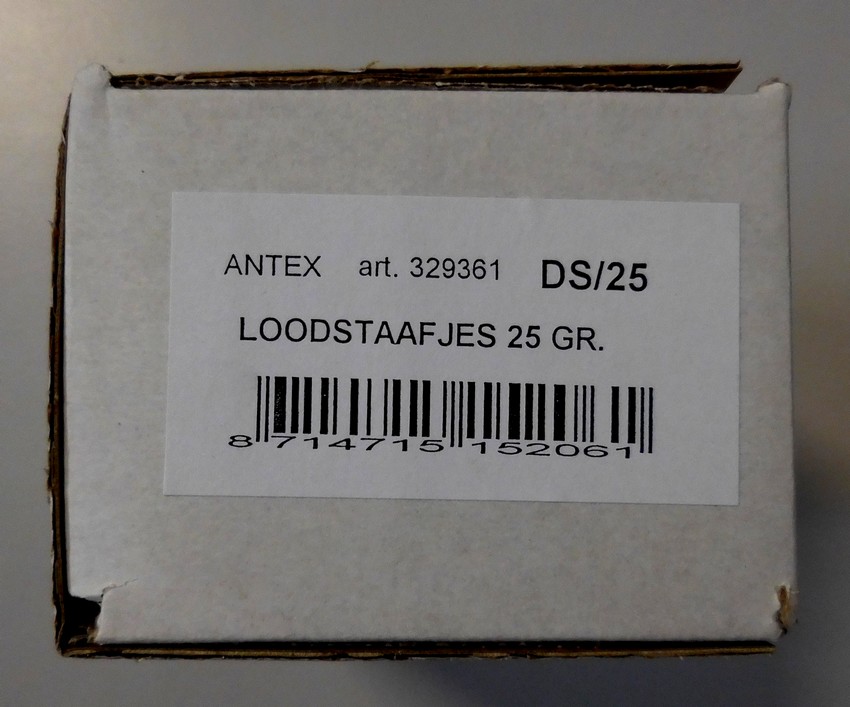 ANTEX art. 329361 DS/25
LOODSTAAFJES 25 GR.
8 714715 152061